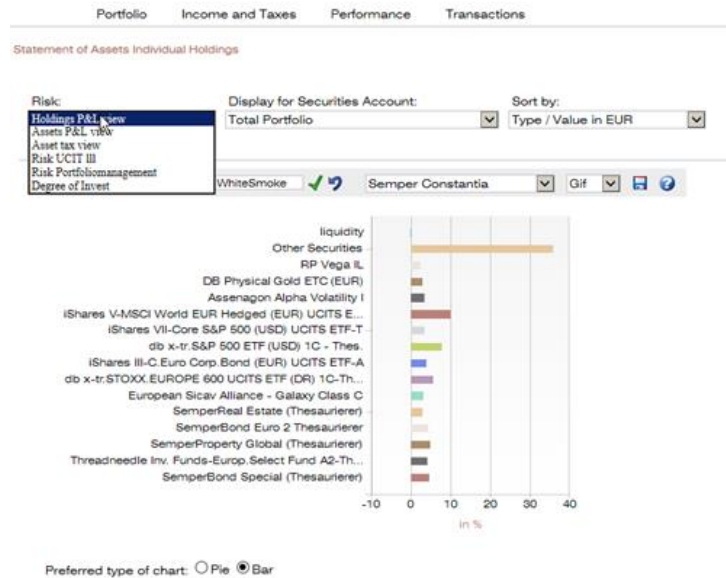 Portfolio Income and Taxes Performance Transactions
Statement of Assets Individual Holdings
Risk: Display for Securities Account: Sort by:
Holdings P&L view Total Portfolio Type / Value in EUR
Assets P&L view
Asset tax view
Risk UCIT III
Risk Portfoliomanagement
Degree of Invest WhiteSmoke Semper Constantia Gif
liquidity
Other Securities
RP Vega IL
DB Physical Gold ETC (EUR)
Assenagon Alpha Volatility I
iShares V-MSCI World EUR Hedged (EUR) UCITS E...
iShares VII-Core S&P 500 (USD) UCITS ETF-T
db x-tr.S&P 500 ETF (USD) 1C - Thes.
iShares III-C.Euro Corp.Bond (EUR) UCITS ETF-A
db x-tr.STOXX.EUROPE 600 UCITS ETF (DR) 1C-Th...
European Sicav Alliance - Galaxy Class C
SemperReal Estate (Thesaurierer)
SemperBond Euro 2 Thesaurierer
SemperProperty Global (Thesaurierer)
Threadneedle Inv. Funds-Europ.Select Fund A2-Th...
SemperBond Special (Thesaurierer)
-10 0 10 20 30 40
in %
Preferred type of chart: Pie Bar